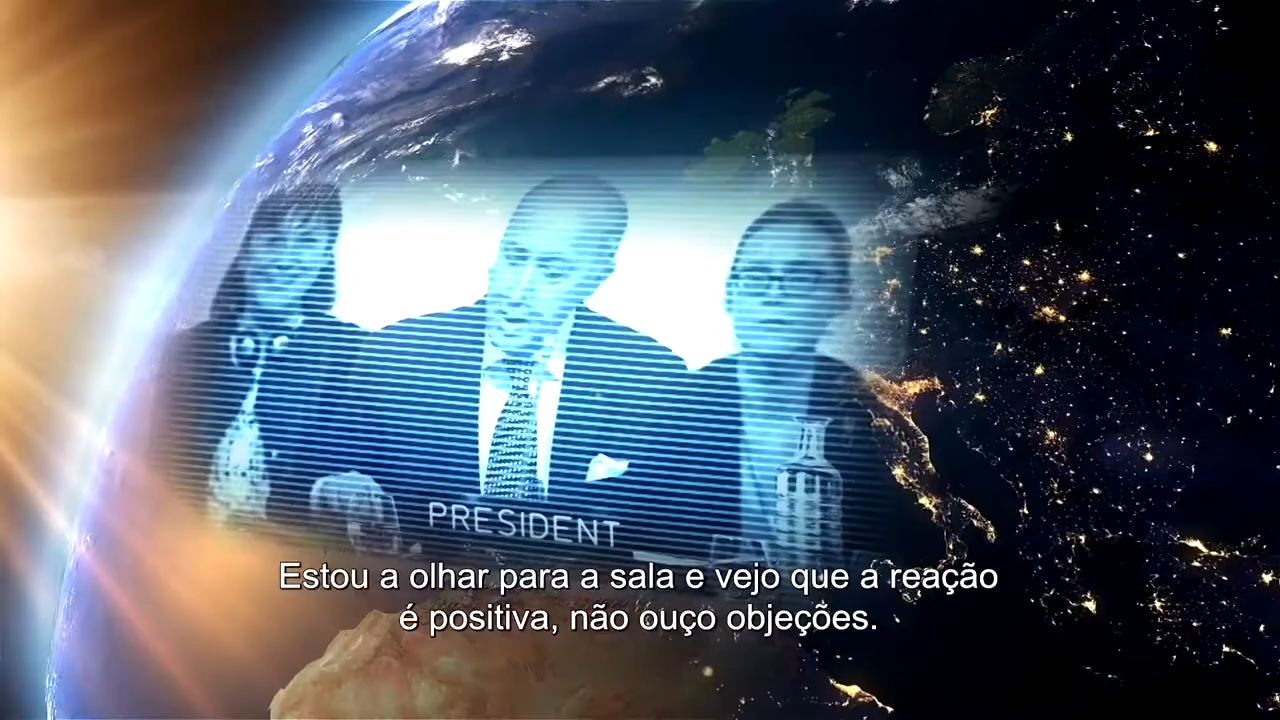 PRESIDENT
Estou a olhar para a sala e vejo que a reação
é positiva, não ouço objeções.